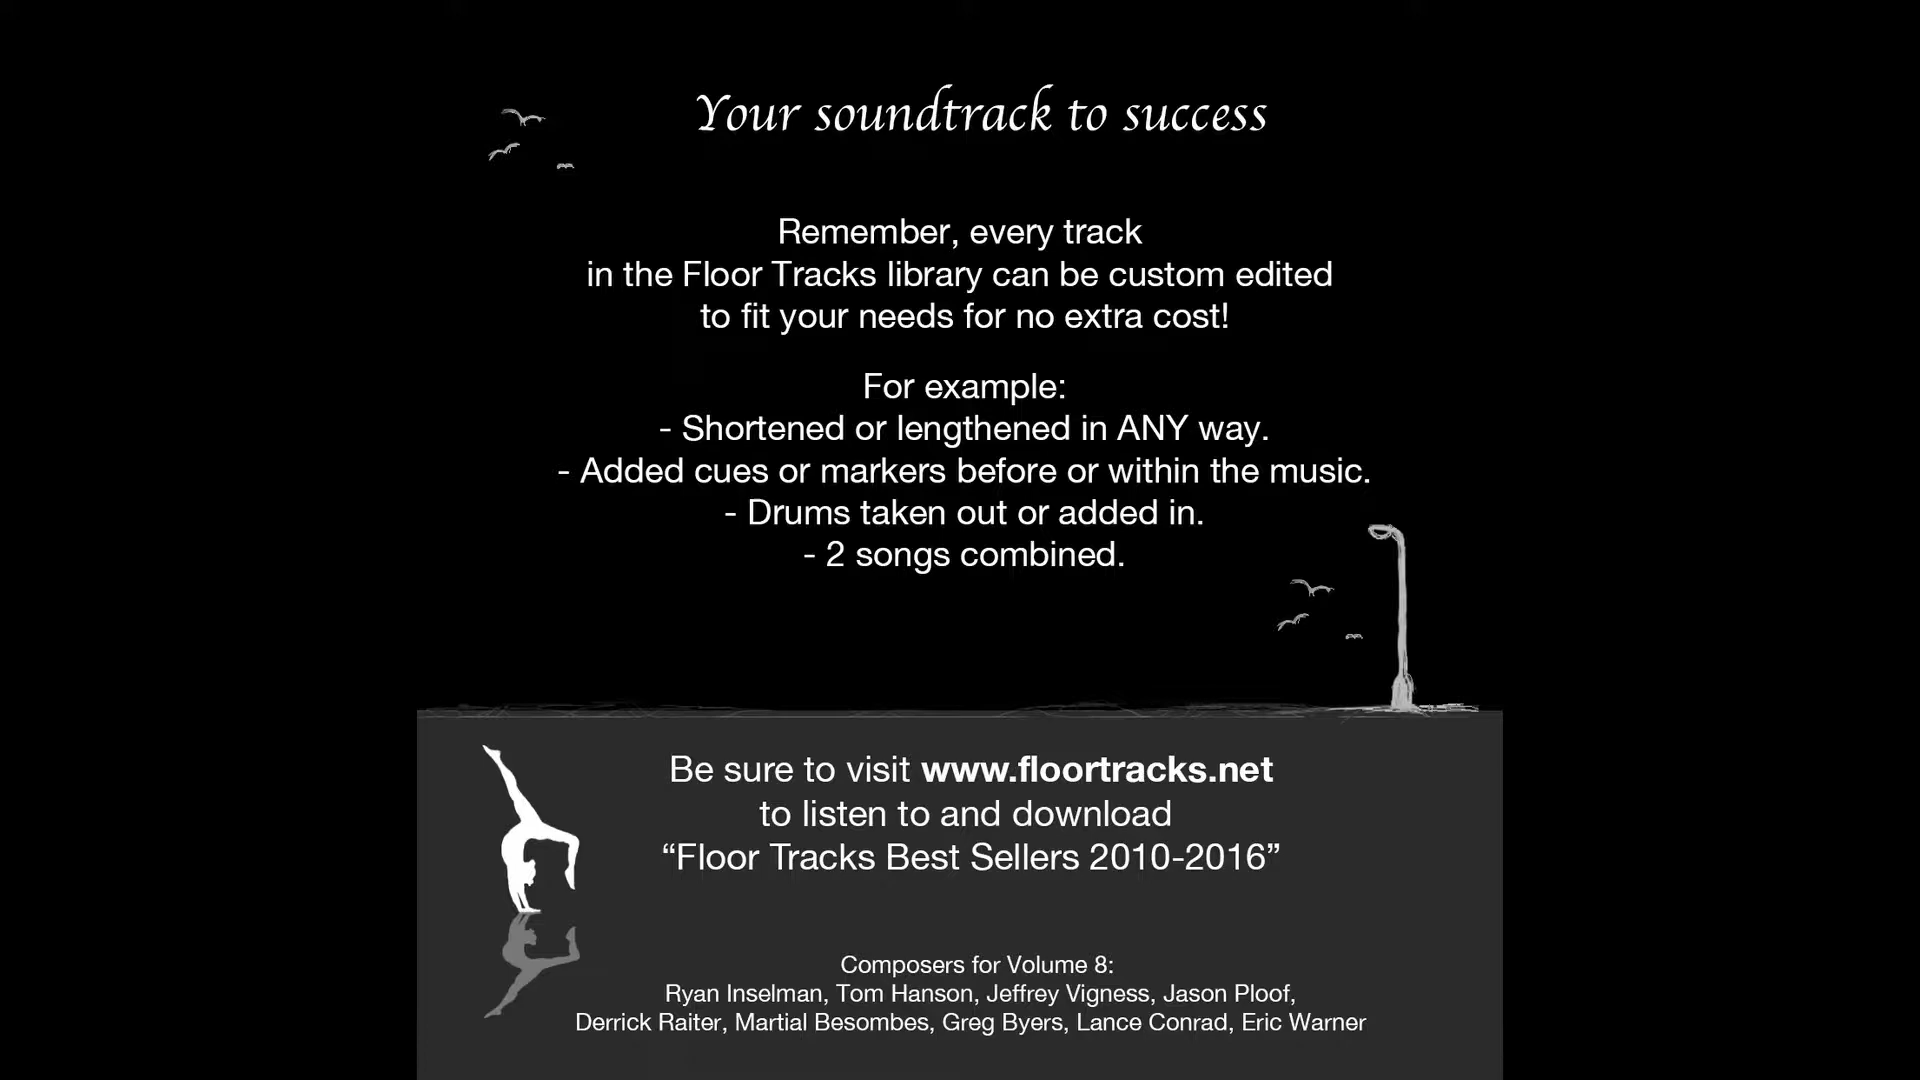 Your soundtrack to success
Remember, every track
in the Floor Tracks library can be custom edited
to fit your needs for no extra cost!
For example:
- Shortened or lengthened in ANY way.
- Added cues or markers before or within the music.
- Drums taken out or added in.
- 2 songs combined.
Be sure to visit www.floortracks.net
to listen to and download
“Floor Tracks Best Sellers 2010-2016”
Composers for Volume 8:
Ryan Inselman, Tom Hanson, Jeffrey Vigness, Jason Ploof,
Derrick Raiter, Martial Besombes, Greg Byers, Lance Conrad, Eric Warner